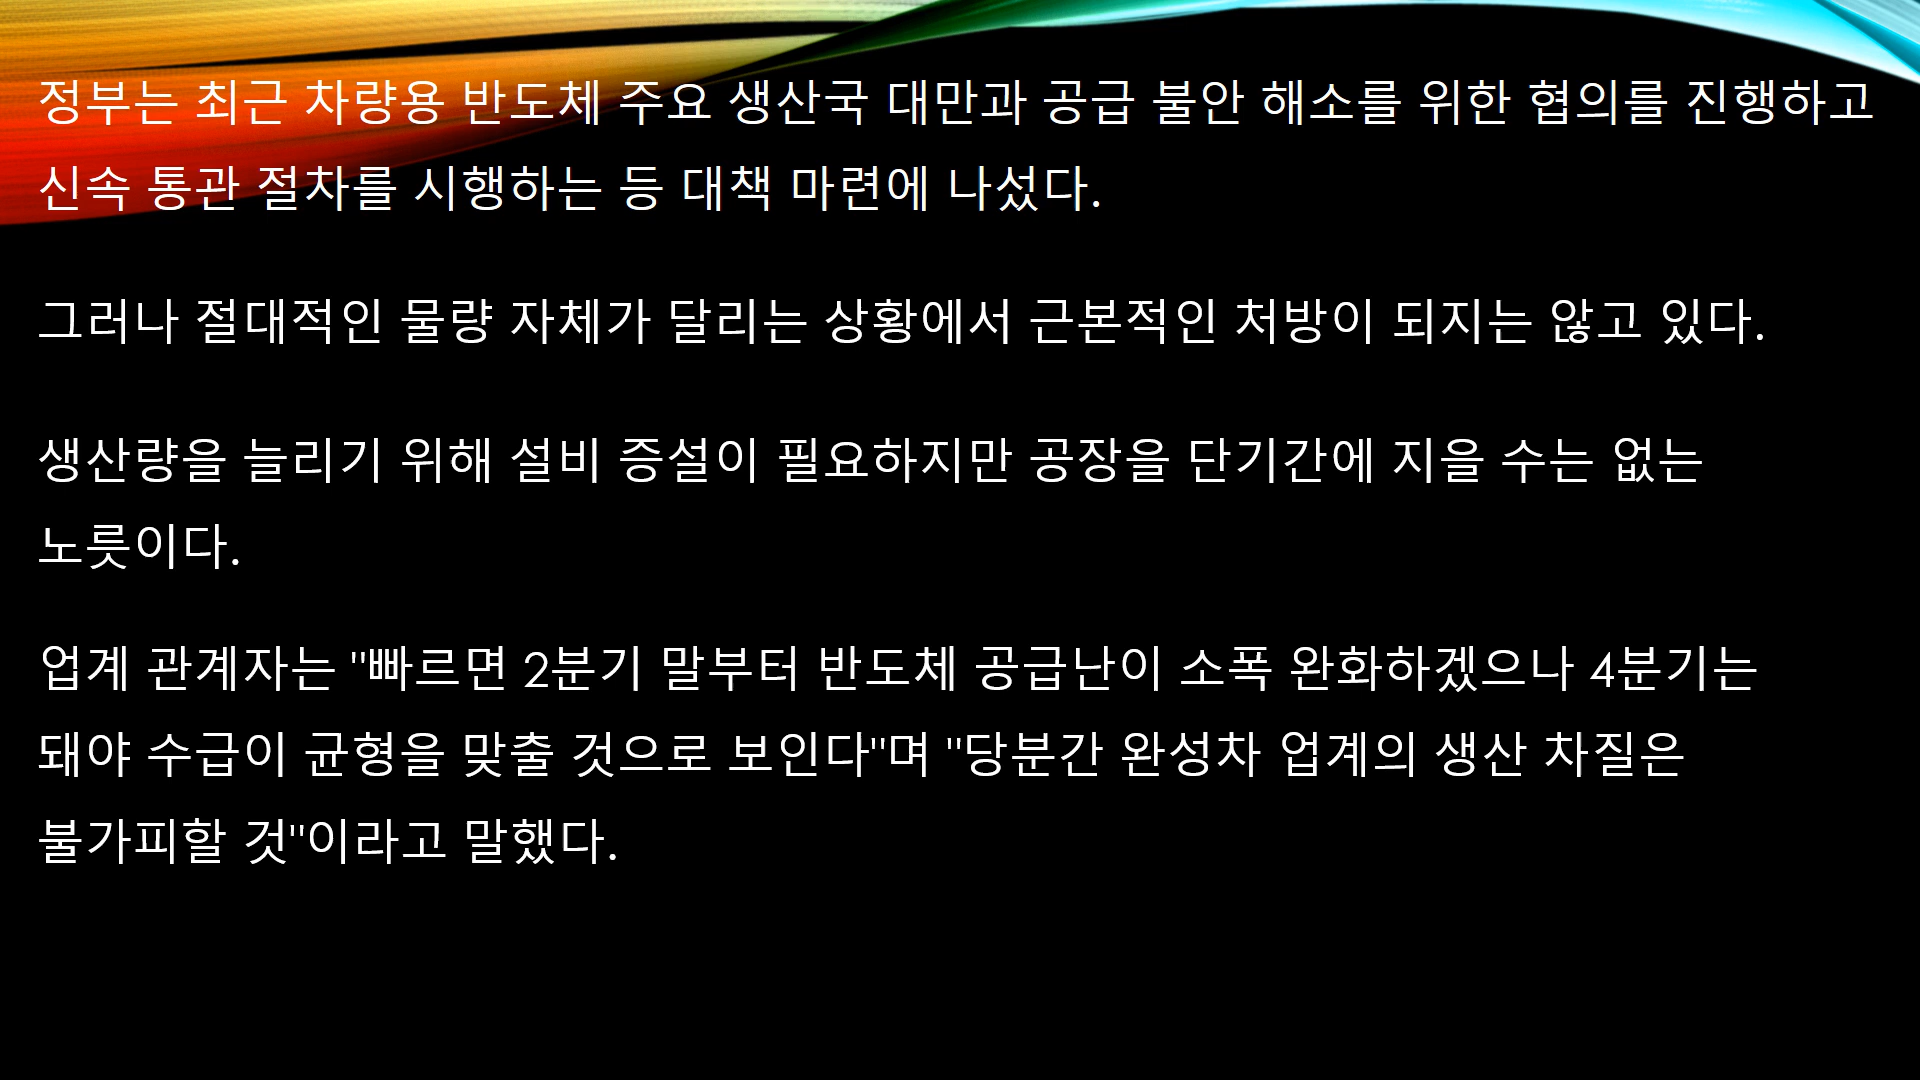 정부는 최근 차량용 반도체 주요 생산국 대만과 공급 불안 해소를 위한 협의를 진행하고
신속 통관 절차를 시행하는 등 대책 마련에 나섰다.
그러나 절대적인 물량 자체가 달리는 상황에서 근본적인 처방이 되지는 않고 있다.
생산량을 늘리기 위해 설비 증설이 필요하지만 공장을 단기간에 지을 수는 없는
노릇이다.
업계 관계자는 "빠르면 2분기 말부터 반도체 공급난이 소폭 완화하겠으나 4분기는
돼야 수급이 균형을 맞출 것으로 보인다"며 "당분간 완성차 업계의 생산 차질은
불가피할 것"이라고 말했다.